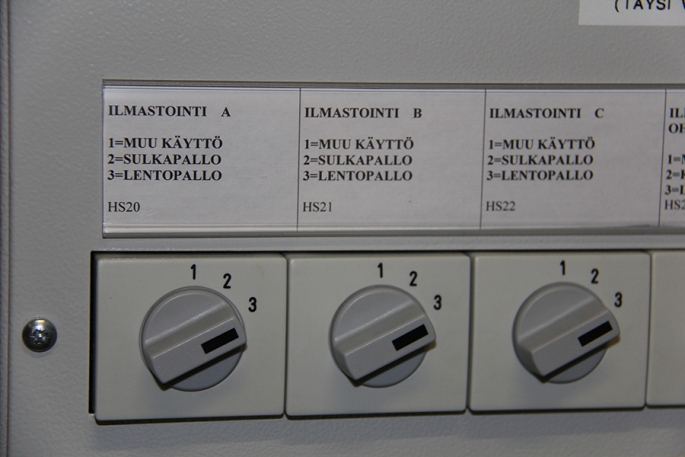 (TÄYSI
ILMASTOINTI A
1=MUU KÄYTTÖ
2=SULKAPALLO
3=LENTOPALLO
HS20
ILMASTOINTI B
1=MUU KÄYTTÖ
2=SULKAPALLO
3=LENTOPALLO
HS21
ILMASTOINTI C
1=MUU KÄYTTÖ
2=SULKAPALLO
3=LENTOPALLO
HS22
1 2 3
1 2 3
1 2 3